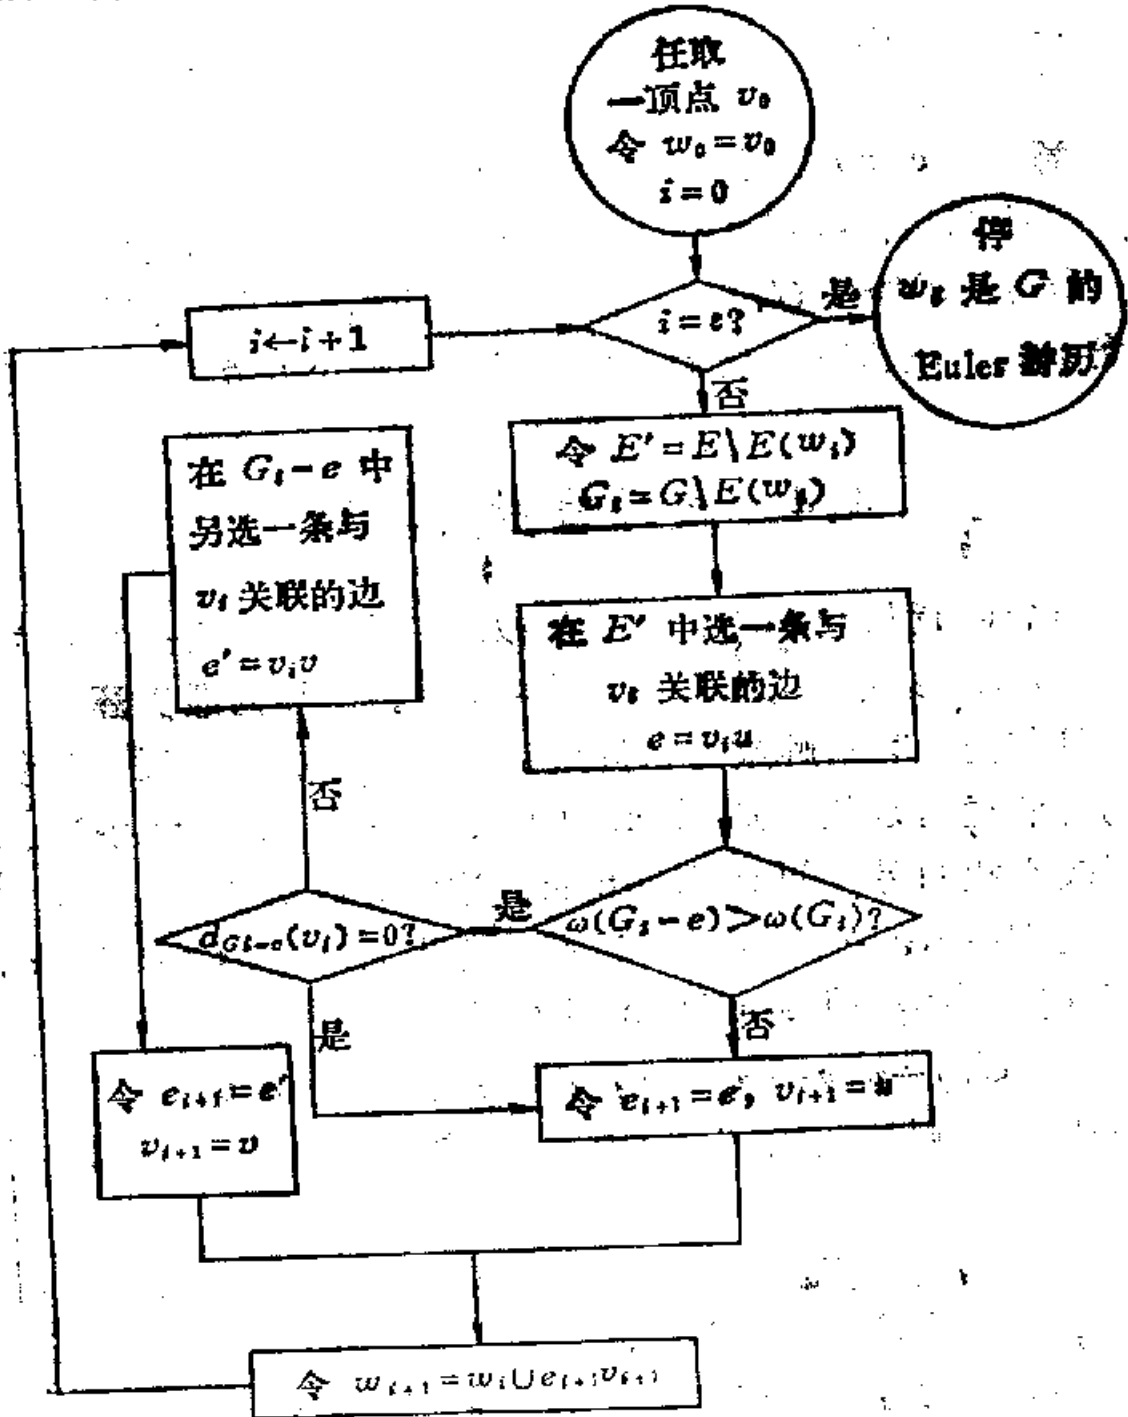 任取
一顶点 v₀
令 w₀=v₀
i=0
i=ε?
是
停
wᵢ 是 G 的
Euler 游历
i←i+1
否
令 E'=E\E(wᵢ)
Gᵢ=G\E(wᵢ)
在 E' 中选一条与
vᵢ 关联的边
e=vᵢu
ω(Gᵢ-e)>ω(Gᵢ)?
是
d_{Gᵢ-e}(vᵢ)=0?
否
在 Gᵢ-e 中
另选一条与
vᵢ 关联的边
e'=vᵢv
是
否
令 eᵢ₊₁=e'
vᵢ₊₁=v
令 eᵢ₊₁=e, vᵢ₊₁=u
令 wᵢ₊₁=wᵢ∪eᵢ₊₁vᵢ₊₁